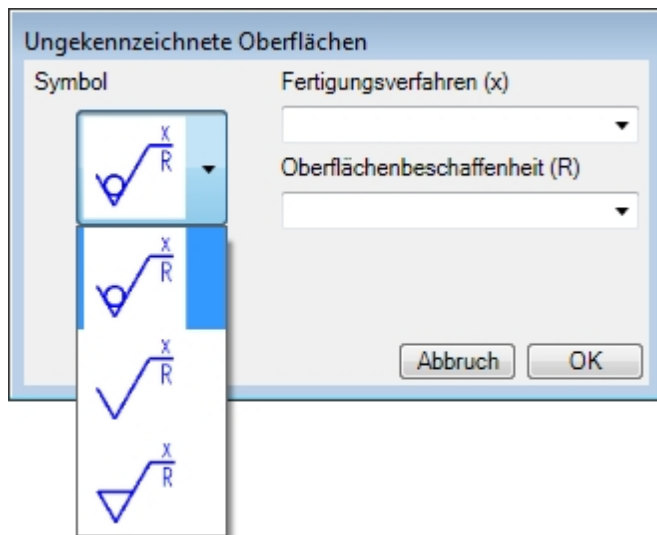 Ungekennzeichnete Oberflächen
Symbol
Fertigungsverfahren (x)
x
R
Oberflächenbeschaffenheit (R)
x
R
x
R
x
R
Abbruch
OK